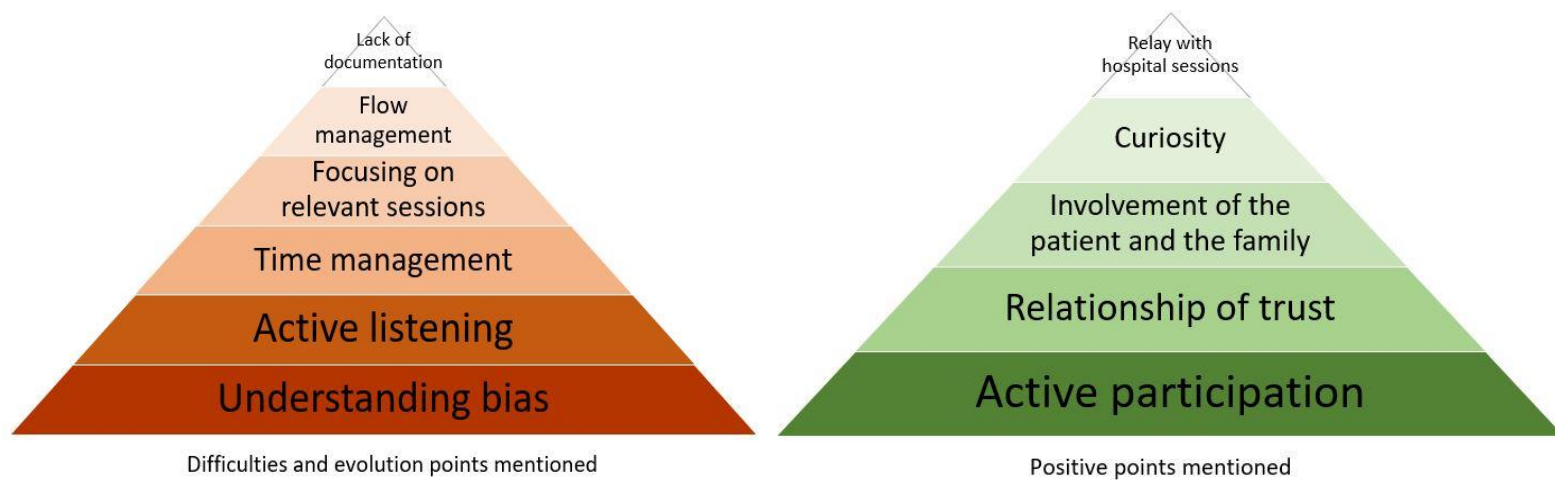 Lack of
documentation
Flow
management
Focusing on
relevant sessions
Time management
Active listening
Understanding bias
Difficulties and evolution points mentioned
Relay with
hospital sessions
Curiosity
Involvement of the
patient and the family
Relationship of trust
Active participation
Positive points mentioned